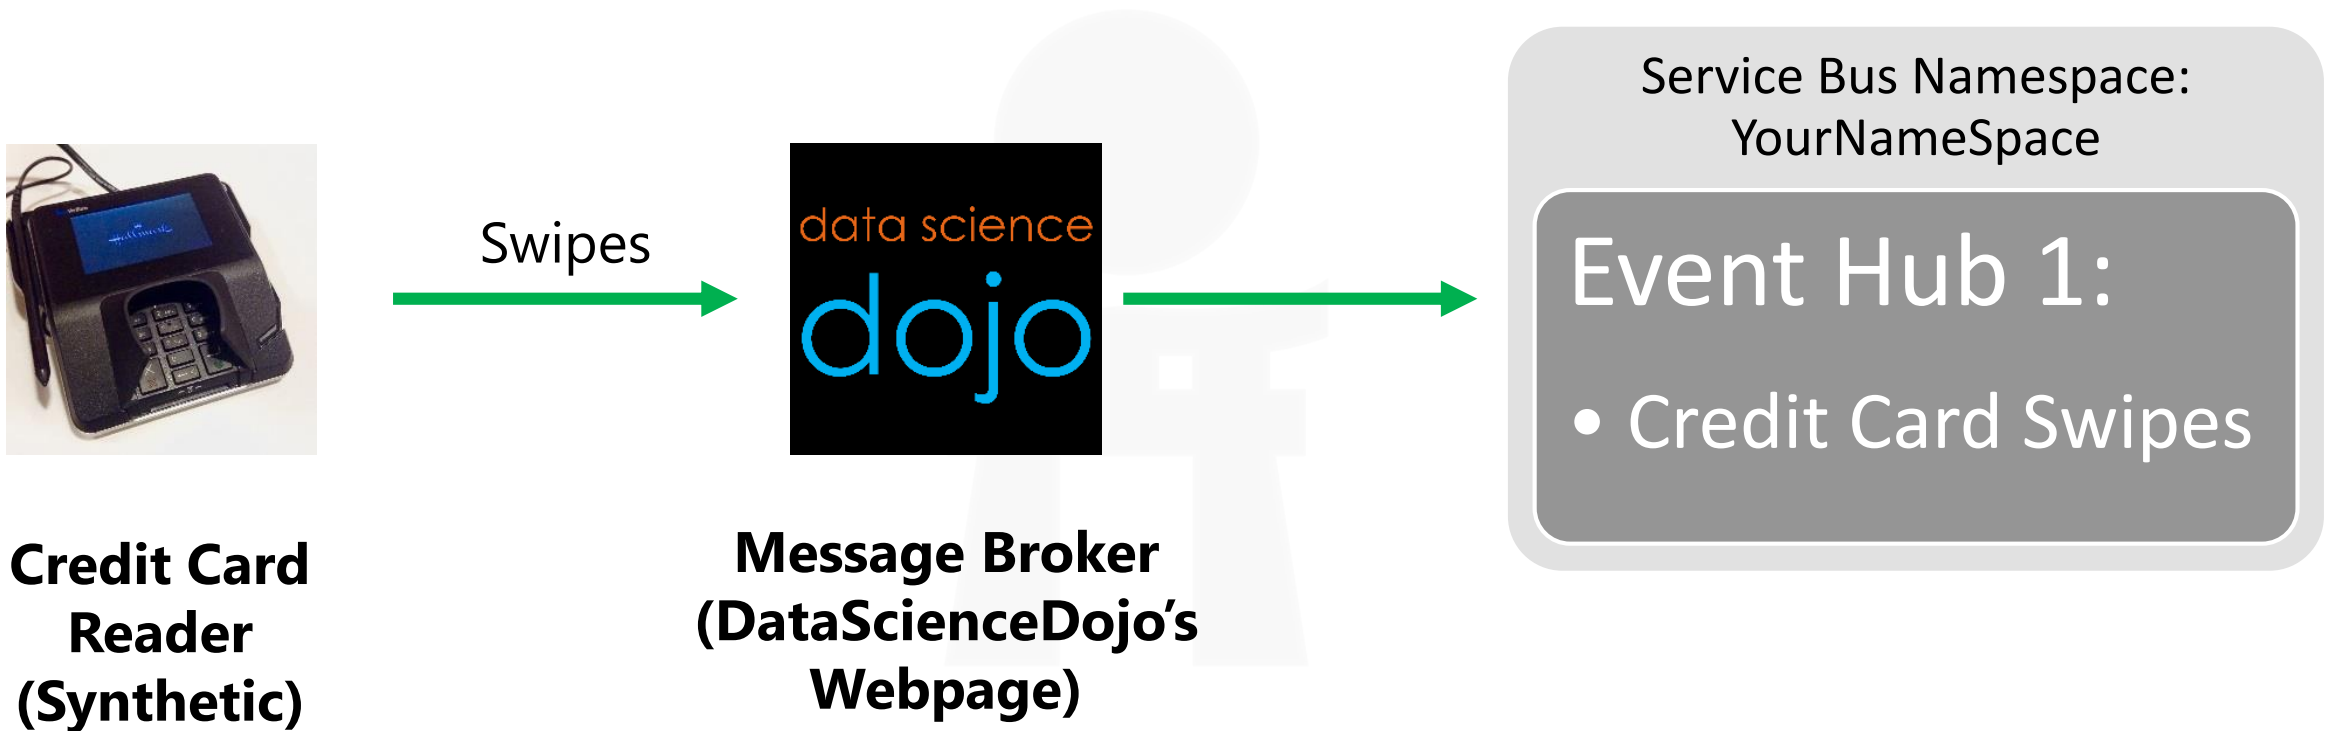 Hallmark
Swipes
data science
dojo
Service Bus Namespace:
YourNameSpace
Event Hub 1:
• Credit Card Swipes
Credit Card
Reader
(Synthetic)
Message Broker
(DataScienceDojo’s
Webpage)